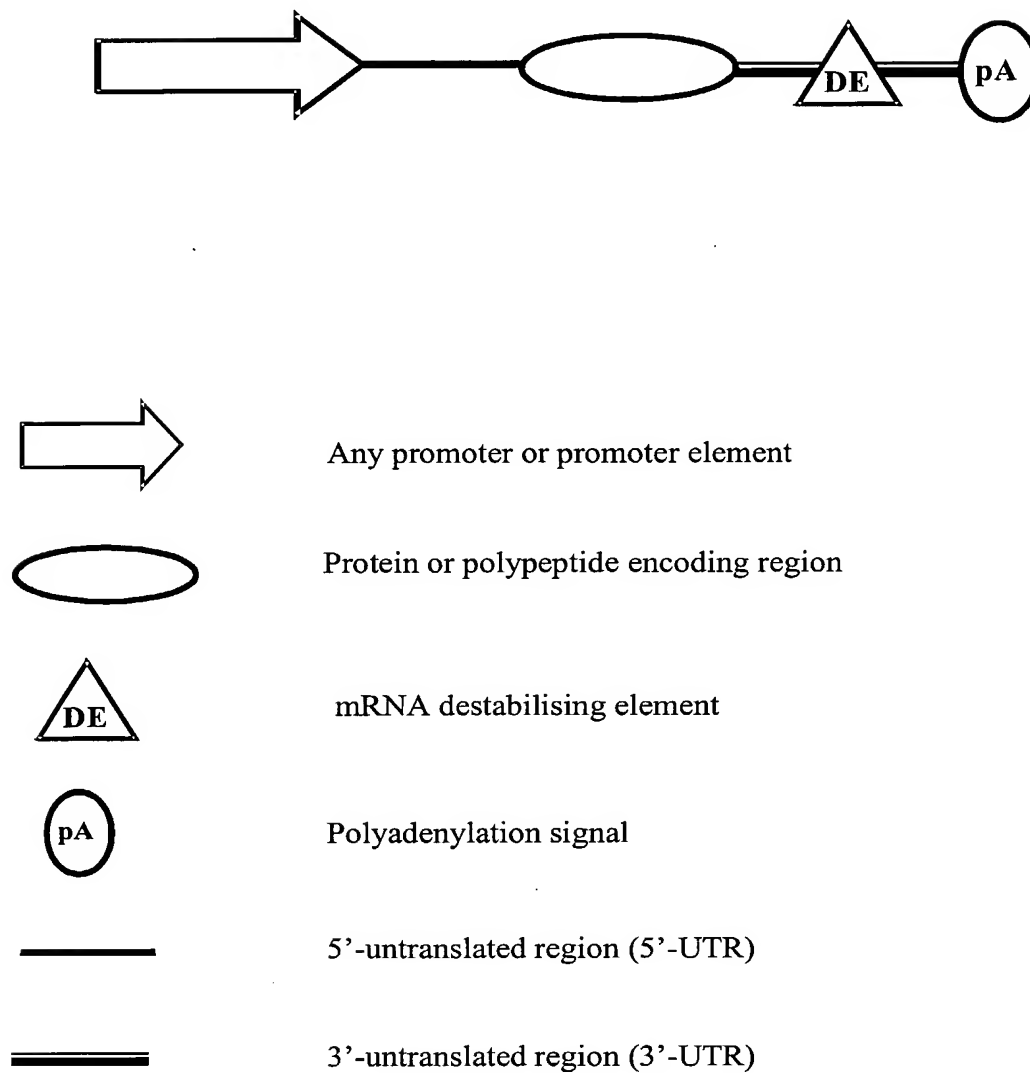 DE
pA
Any promoter or promoter element
Protein or polypeptide encoding region
DE
mRNA destabilising element
pA
Polyadenylation signal
5’-untranslated region (5’-UTR)
3’-untranslated region (3’-UTR)